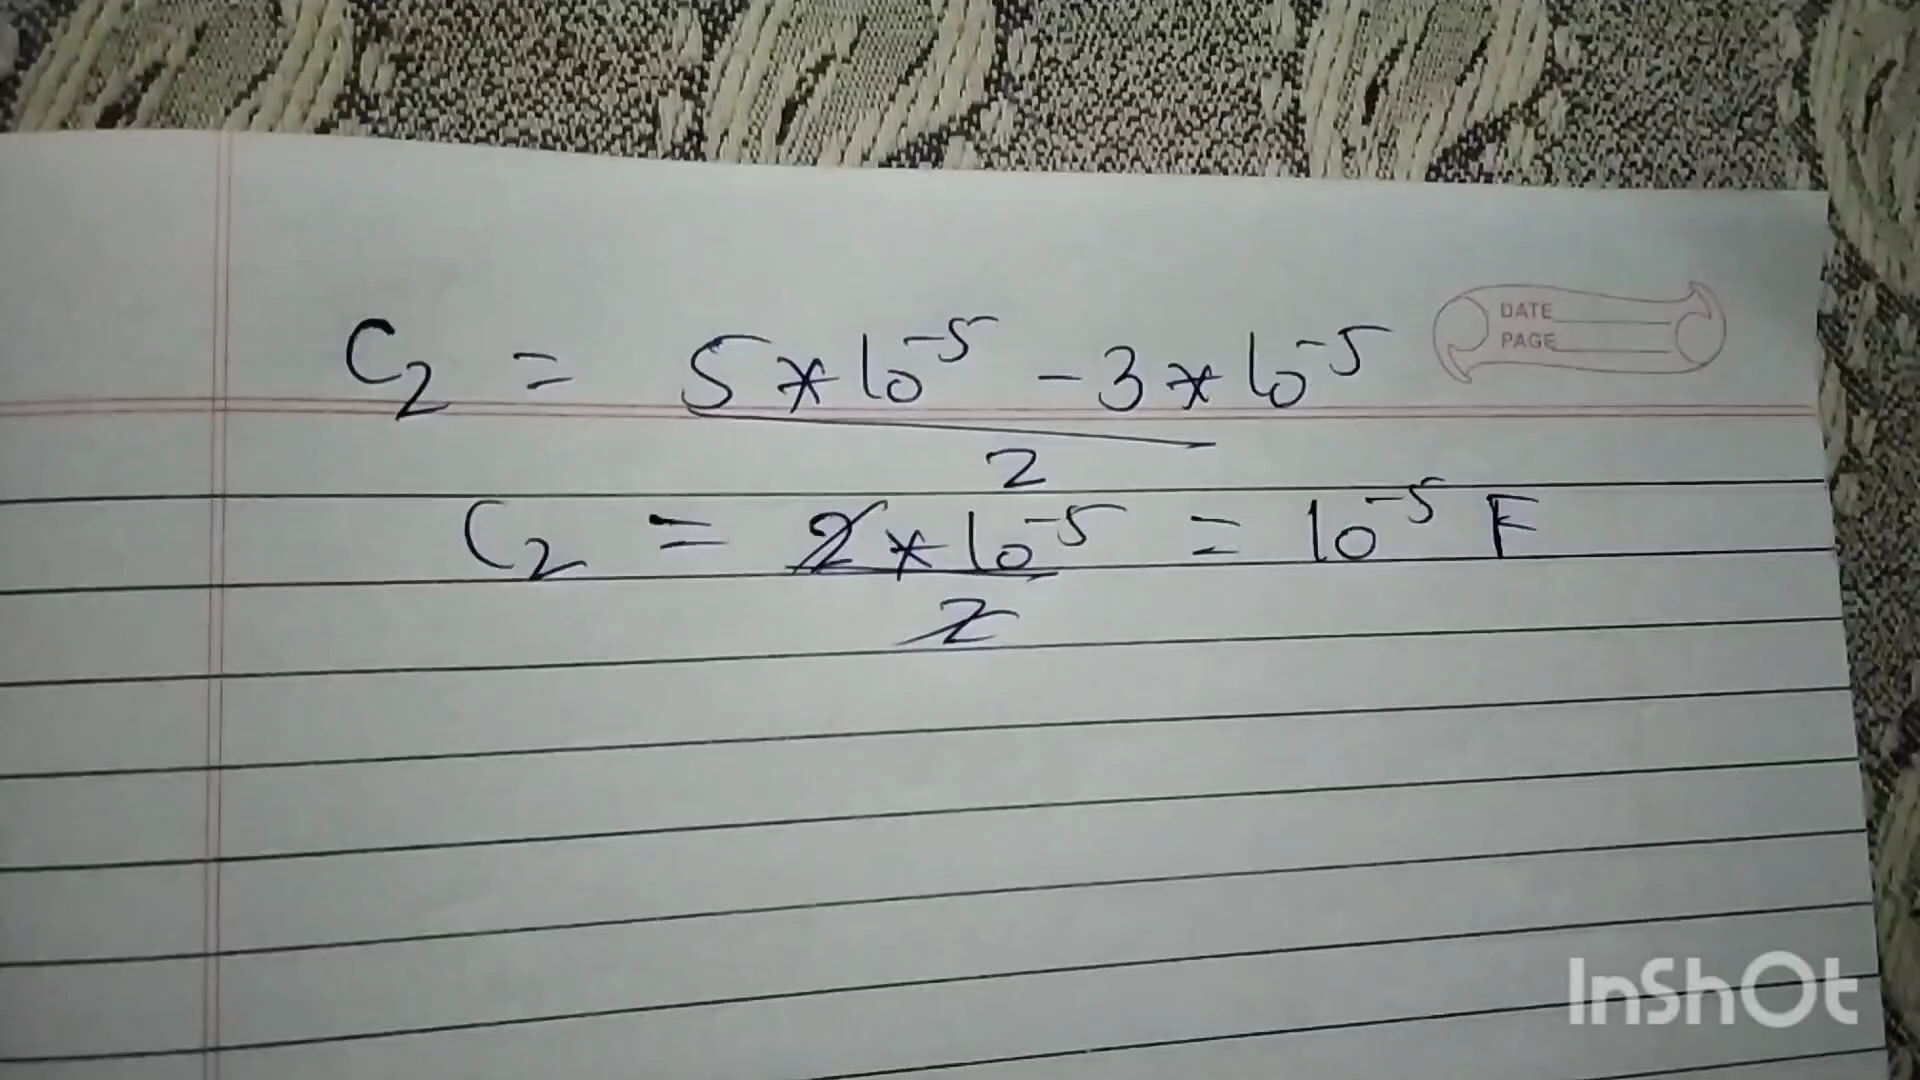 DATE
PAGE
C₂ = 5*10⁻⁵ - 3*10⁻⁵ / 2
C₂ = 2*10⁻⁵ / 2 = 10⁻⁵ F
InShOt